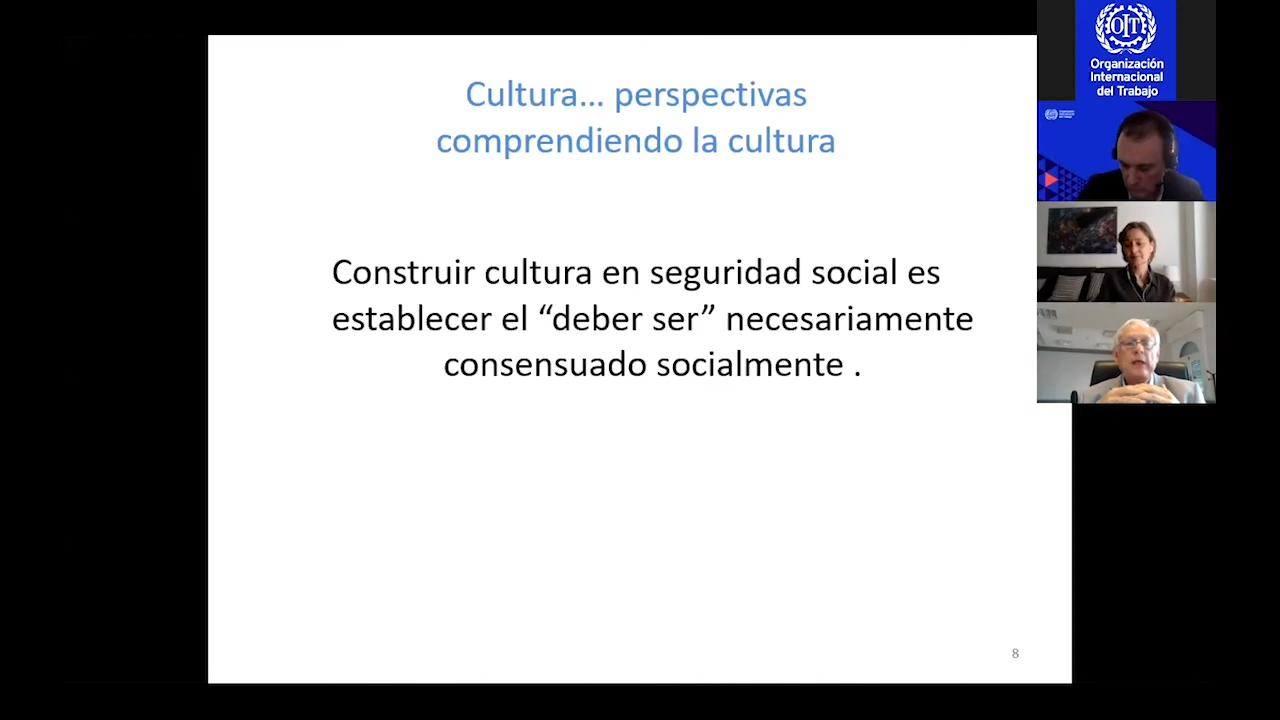 Cultura... perspectivas
comprendiendo la cultura
Construir cultura en seguridad social es
establecer el “deber ser” necesariamente
consensuado socialmente .
8
OIT
Organización
Internacional
del Trabajo